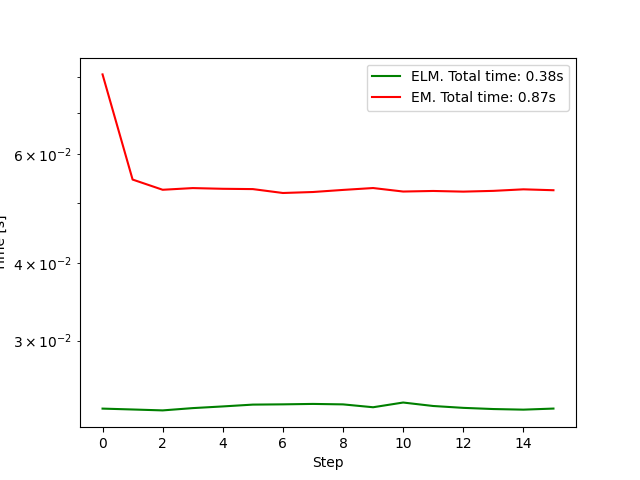 ELM. Total time: 0.38s
EM. Total time: 0.87s
6 × 10⁻²
4 × 10⁻²
3 × 10⁻²
0 2 4 6 8 10 12 14
Step